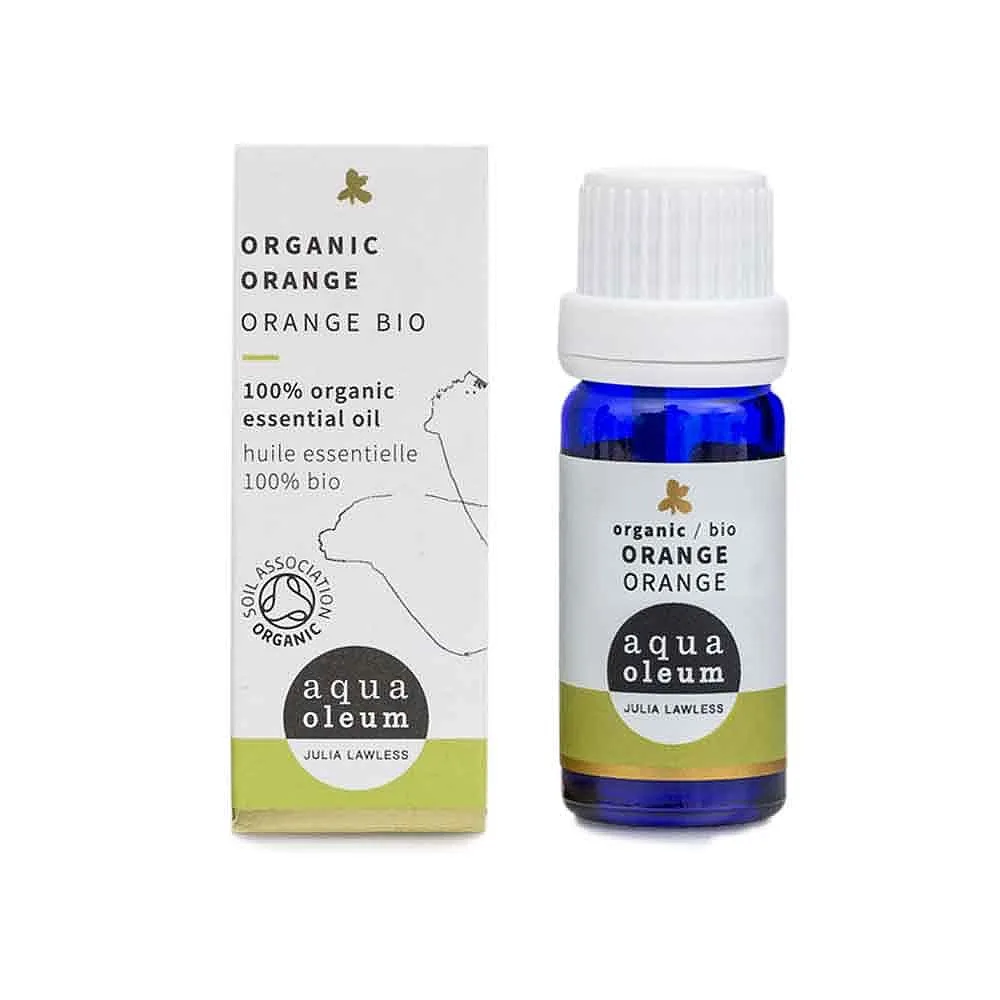 ORGANIC
ORANGE
ORANGE BIO
100% organic
essential oil
huile essentielle
100% bio
SOIL ASSOCIATION
ORGANIC
aqua
oleum
JULIA LAWLESS
organic / bio
ORANGE
ORANGE
aqua
oleum
JULIA LAWLESS